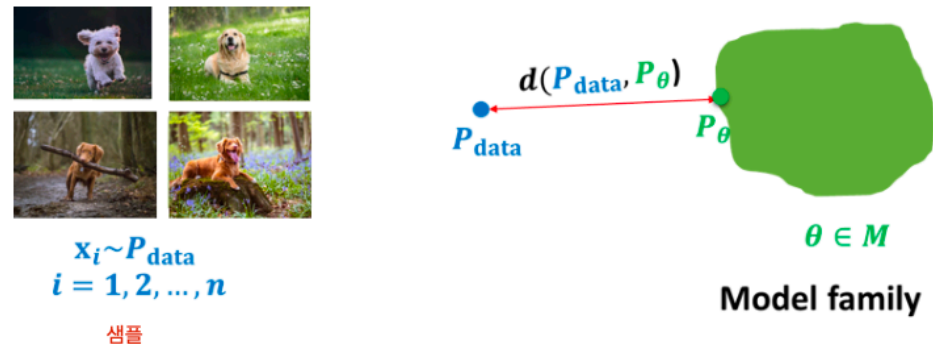 x_i~P_data
i = 1, 2, ..., n
샘플
d(P_data, P_θ)
P_data
P_θ
θ ∈ M
Model family